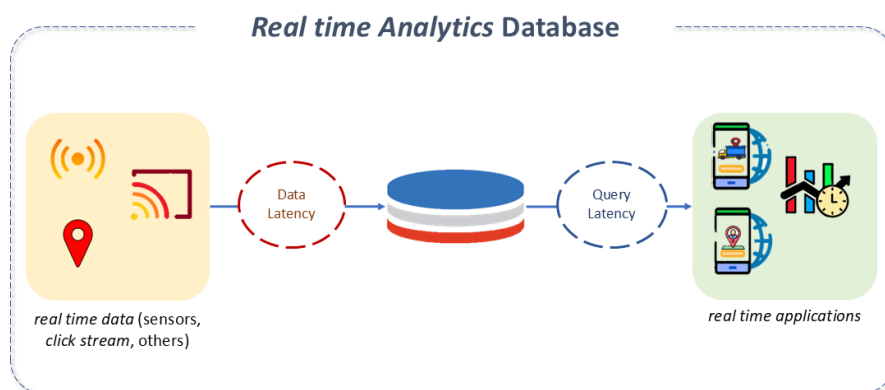 Real time Analytics Database
Data
Latency
Query
Latency
real time data (sensors,
click stream, others)
real time applications